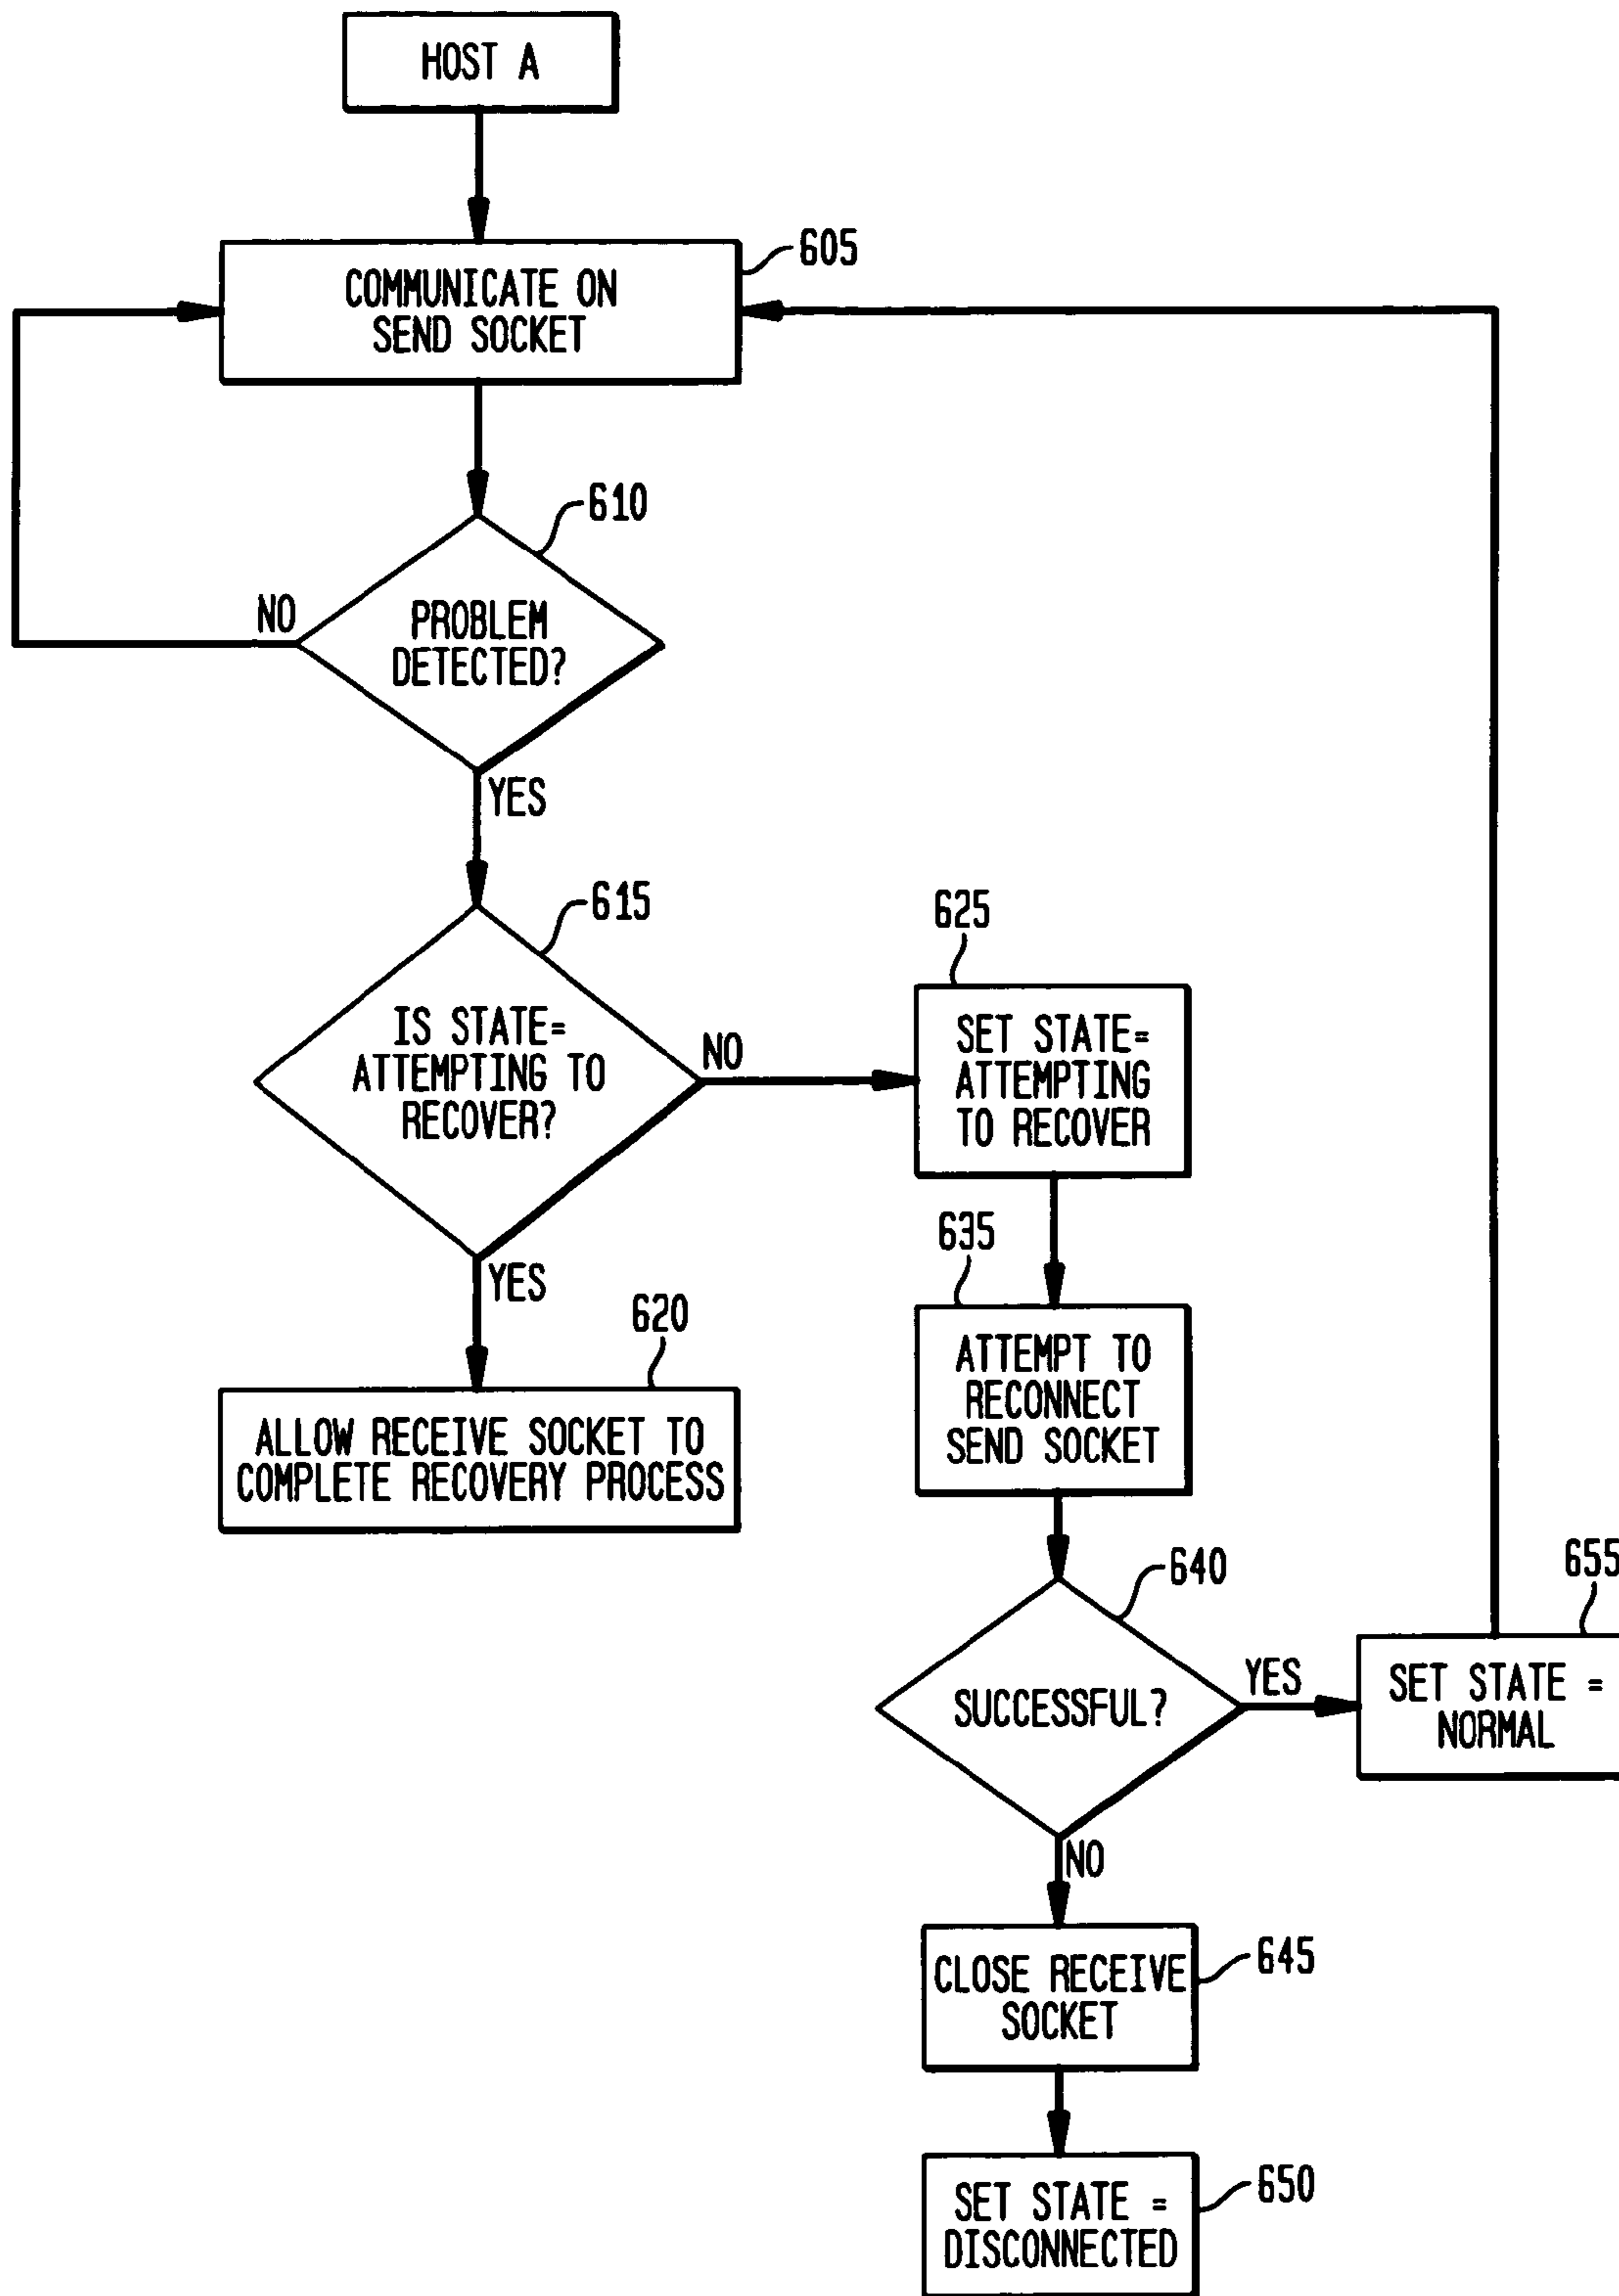 HOST A
605
COMMUNICATE ON
SEND SOCKET
610
NO
PROBLEM
DETECTED?
YES
615
IS STATE=
ATTEMPTING TO
RECOVER?
NO
625
SET STATE=
ATTEMPTING
TO RECOVER
YES
620
ALLOW RECEIVE SOCKET TO
COMPLETE RECOVERY PROCESS
635
ATTEMPT TO
RECONNECT
SEND SOCKET
640
SUCCESSFUL?
YES
655
SET STATE =
NORMAL
NO
CLOSE RECEIVE
SOCKET
645
SET STATE =
DISCONNECTED
650